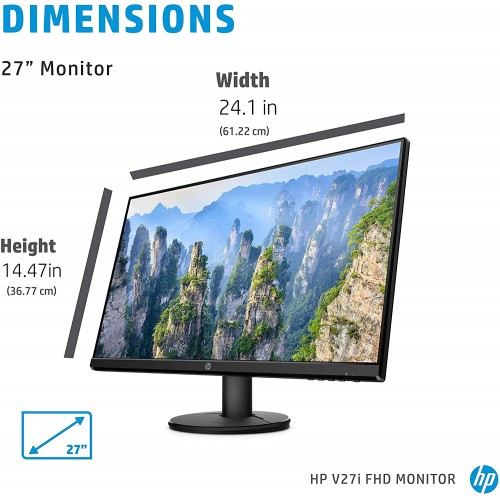 DIMENSIONS
27” Monitor
Width
24.1 in
(61.22 cm)
Height
14.47in
(36.77 cm)
27"
HP V27i FHD MONITOR
hp